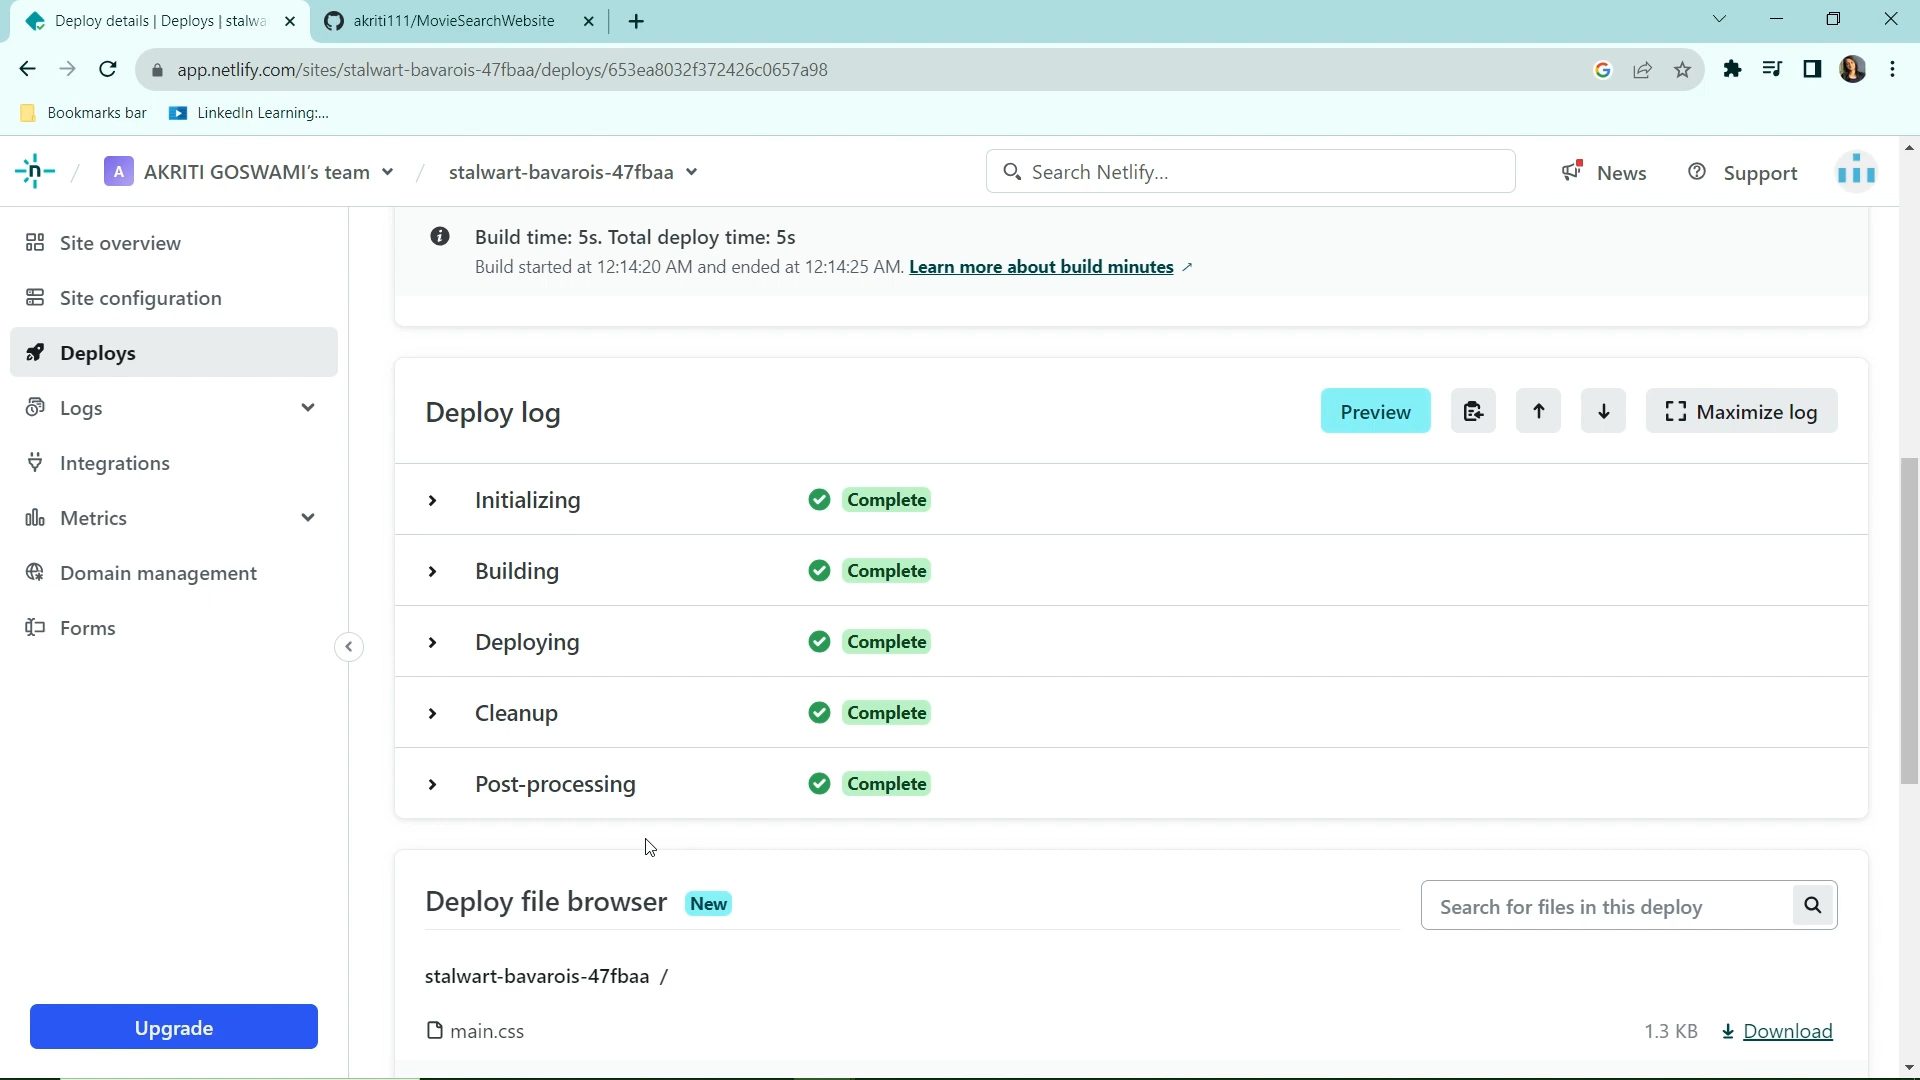 Deploy details | Deploys | stalwa
akriti111/MovieSearchWebsite
app.netlify.com/sites/stalwart-bavarois-47fbaa/deploys/653ea8032f372426c0657a98
Bookmarks bar
LinkedIn Learning:...
n
A
AKRITI GOSWAMI's team
stalwart-bavarois-47fbaa
Search Netlify...
News
Support
Site overview
Site configuration
Deploys
Logs
Integrations
Metrics
Domain management
Forms
Upgrade
Build time: 5s. Total deploy time: 5s
Build started at 12:14:20 AM and ended at 12:14:25 AM. Learn more about build minutes
Deploy log
Preview
Maximize log
Initializing Complete
Building Complete
Deploying Complete
Cleanup Complete
Post-processing Complete
Deploy file browser New
Search for files in this deploy
stalwart-bavarois-47fbaa /
main.css 1.3 KB Download